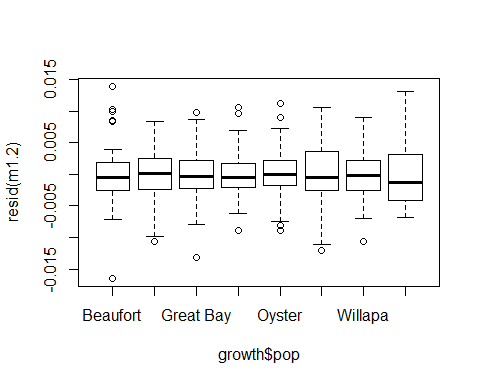 0.015
0.005
-0.005
-0.015
resid(m1.2)
Beaufort Great Bay Oyster Willapa
growth$pop